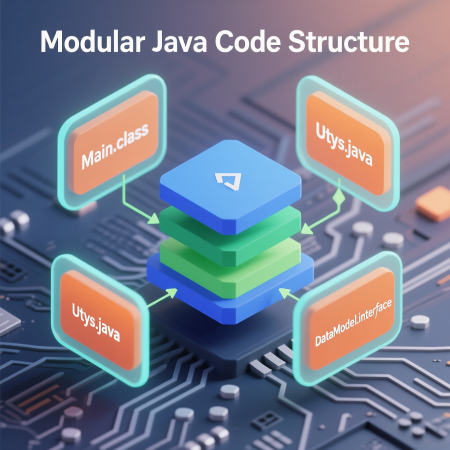 Modular Java Code Structure
Main.class
Utys.java
Utys.java
DataModel.interface